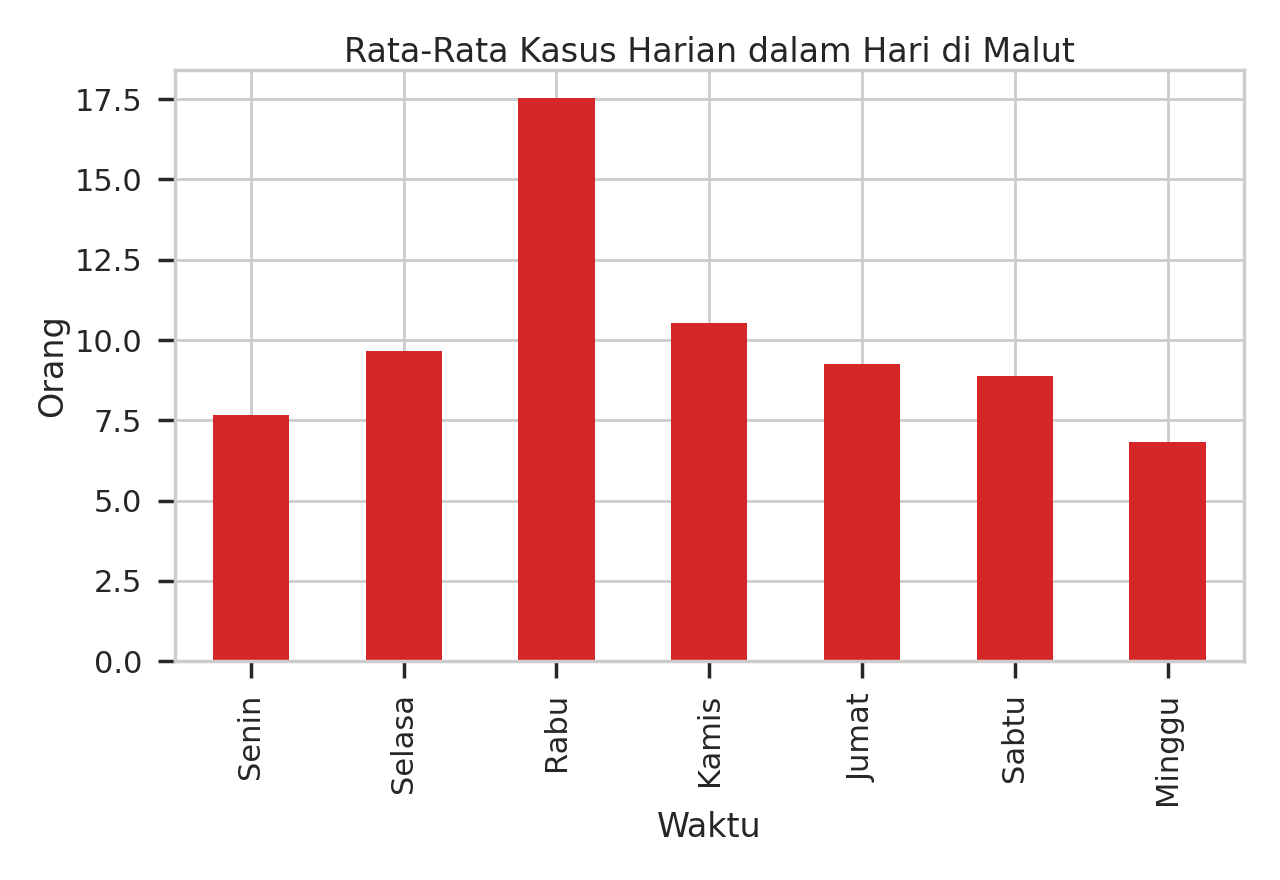 Rata-Rata Kasus Harian dalam Hari di Malut
17.5
15.0
12.5
10.0
7.5
5.0
2.5
0.0
Orang
Senin
Selasa
Rabu
Kamis
Jumat
Sabtu
Minggu
Waktu